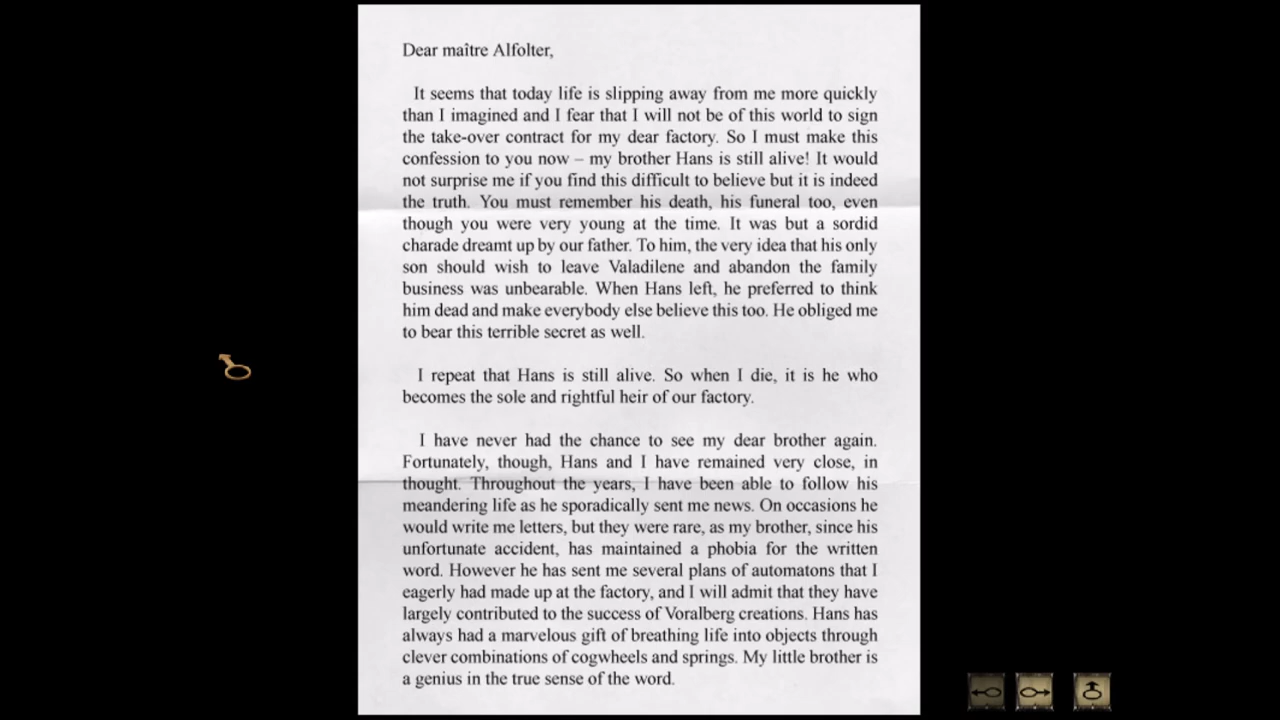 Dear maître Alfolter,
It seems that today life is slipping away from me more quickly
than I imagined and I fear that I will not be of this world to sign
the take-over contract for my dear factory. So I must make this
confession to you now – my brother Hans is still alive! It would
not surprise me if you find this difficult to believe but it is indeed
the truth. You must remember his death, his funeral too, even
though you were very young at the time. It was but a sordid
charade dreamt up by our father. To him, the very idea that his only
son should wish to leave Valadilene and abandon the family
business was unbearable. When Hans left, he preferred to think
him dead and make everybody else believe this too. He obliged me
to bear this terrible secret as well.
I repeat that Hans is still alive. So when I die, it is he who
becomes the sole and rightful heir of our factory.
I have never had the chance to see my dear brother again.
Fortunately, though, Hans and I have remained very close, in
thought. Throughout the years, I have been able to follow his
meandering life as he sporadically sent me news. On occasions he
would write me letters, but they were rare, as my brother, since his
unfortunate accident, has maintained a phobia for the written
word. However he has sent me several plans of automatons that I
eagerly had made up at the factory, and I will admit that they have
largely contributed to the success of Voralberg creations. Hans has
always had a marvelous gift of breathing life into objects through
clever combinations of cogwheels and springs. My little brother is
a genius in the true sense of the word.